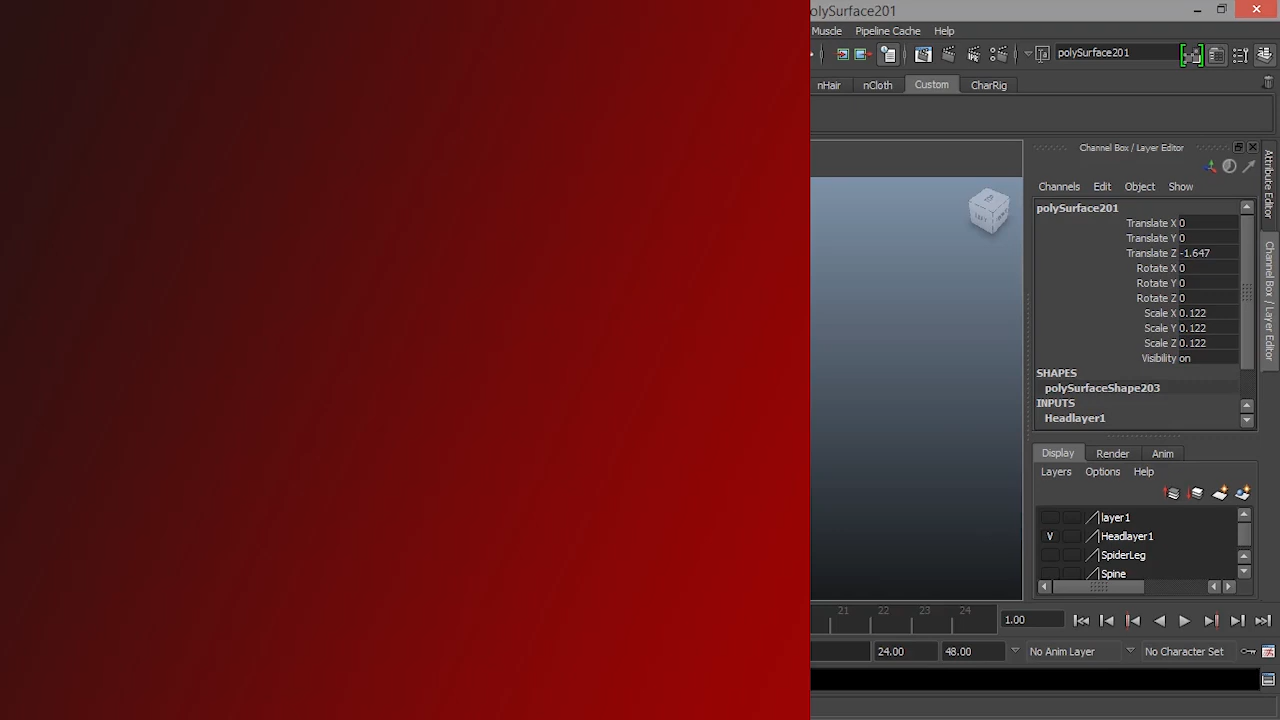 olySurface201
Muscle Pipeline Cache Help
polySurface201
nHair nCloth Custom CharRig
Channel Box / Layer Editor
Channels Edit Object Show
polySurface201
Translate X 0
Translate Y 0
Translate Z -1.647
Rotate X 0
Rotate Y 0
Rotate Z 0
Scale X 0.122
Scale Y 0.122
Scale Z 0.122
Visibility on
SHAPES
polySurfaceShape203
INPUTS
Headlayer1
Attribute Editor
Channel Box / Layer Editor
Display Render Anim
Layers Options Help
layer1
V Headlayer1
SpiderLeg
Spine
21 22 23 24 1.00
24.00 48.00 No Anim Layer No Character Set